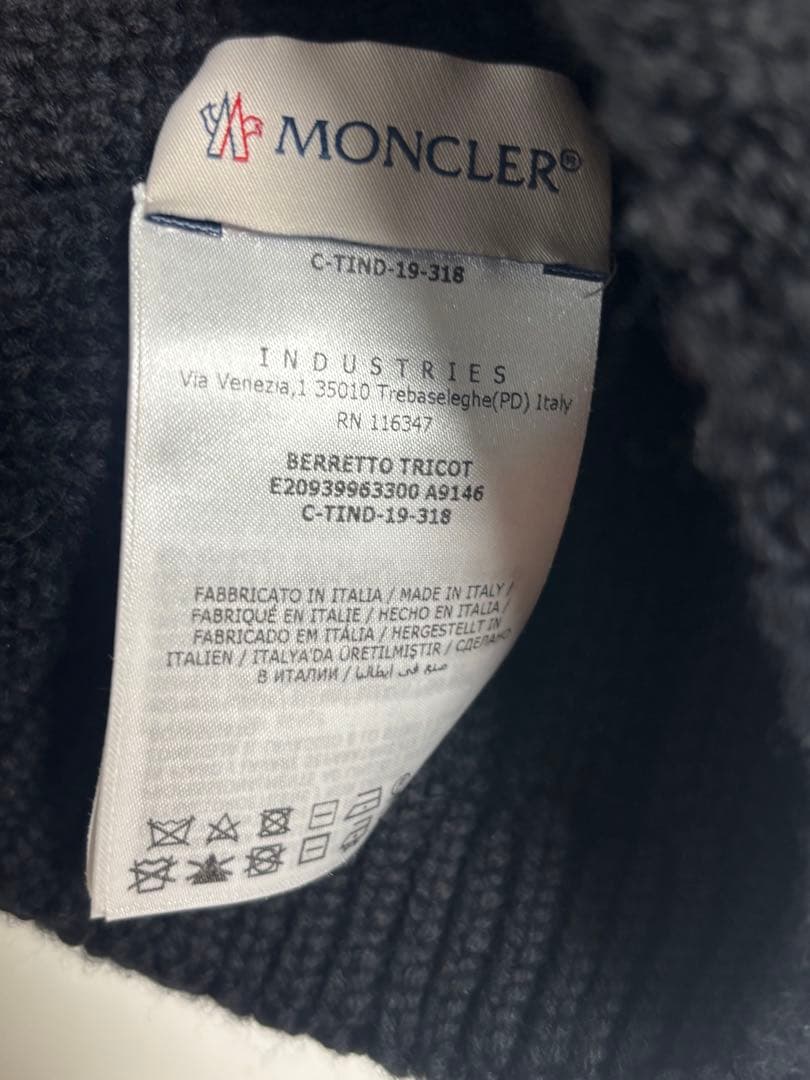 MONCLER®
C-TIND-19-318
INDUSTRIES
Via Venezia,1 35010 Trebaseleghe(PD) Italy
RN 116347
BERRETTO TRICOT
E20939963300 A9146
C-TIND-19-318
FABBRICATO IN ITALIA / MADE IN ITALY /
FABRIQUÉ EN ITALIE / HECHO EN ITALIA /
FABRICADO EM ITÁLIA / HERGESTELLT IN
ITALIEN / ITALYA'DA ÜRETILMIŞTIR / СДЕЛАНО
В ИТАЛИИ / صنع في ايطاليا